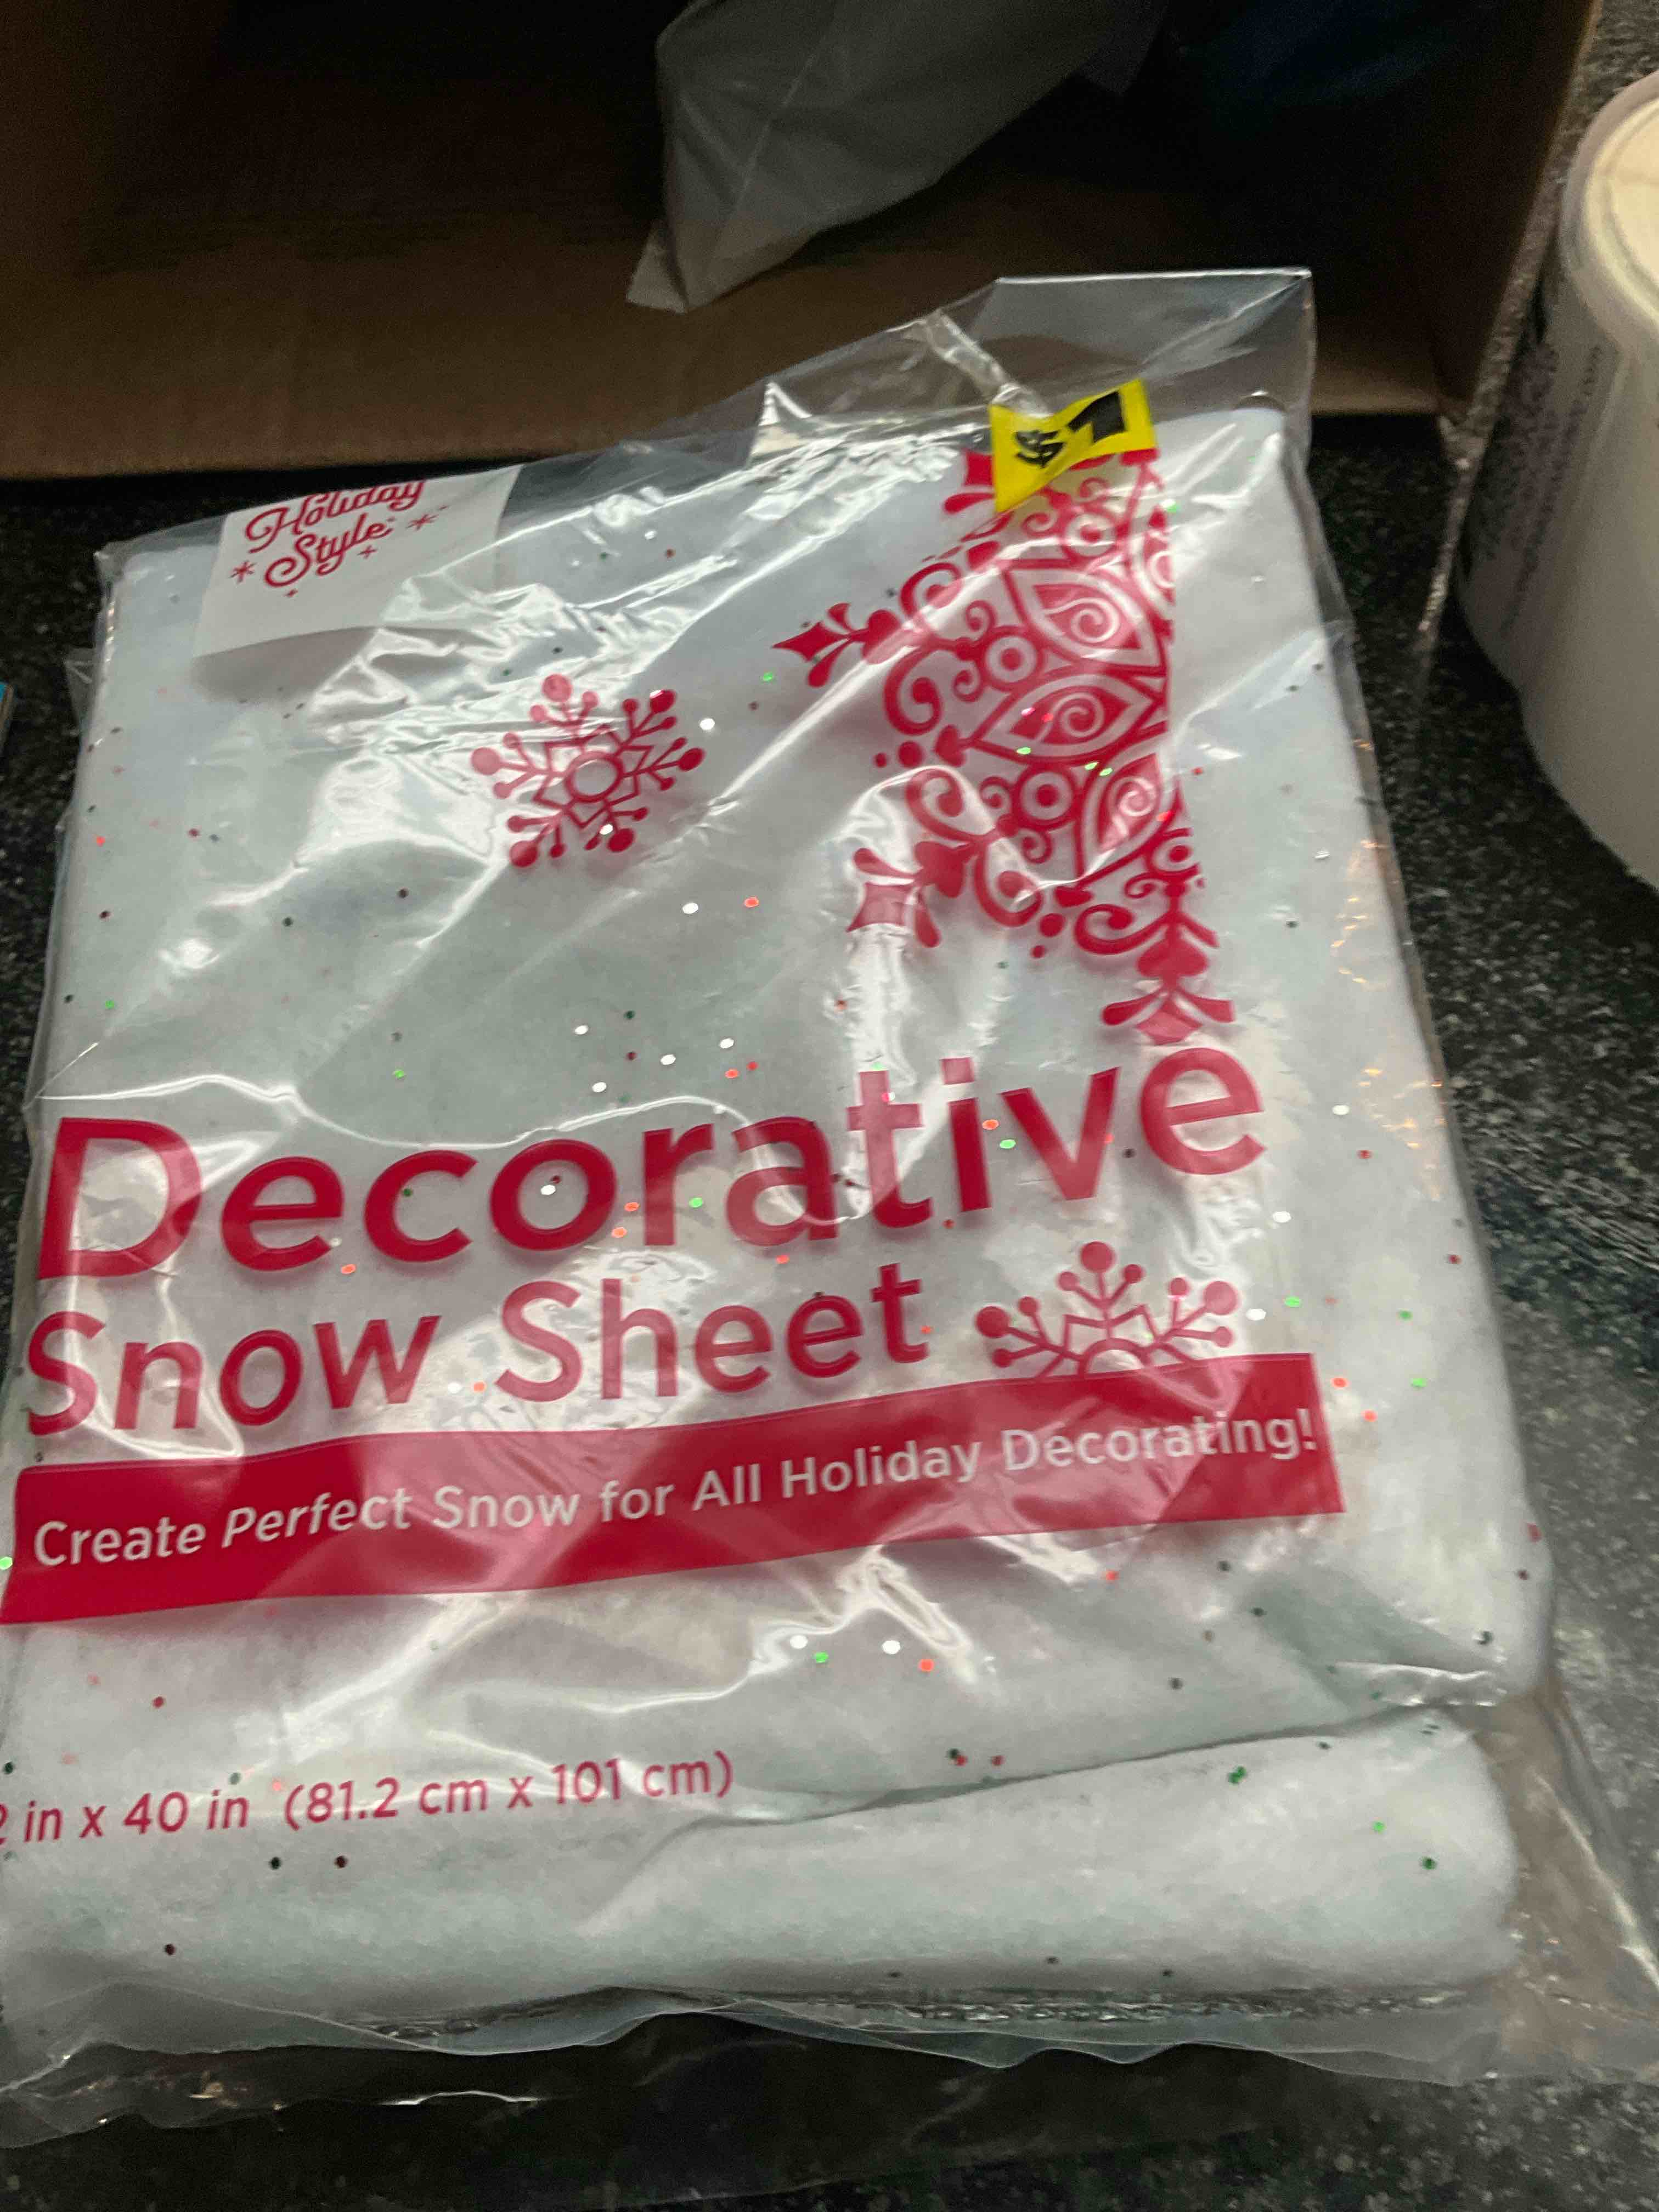 Holiday
Style
$1
Decorative
Snow Sheet
Create Perfect Snow for All Holiday Decorating!
2 in x 40 in (81.2 cm x 101 cm)